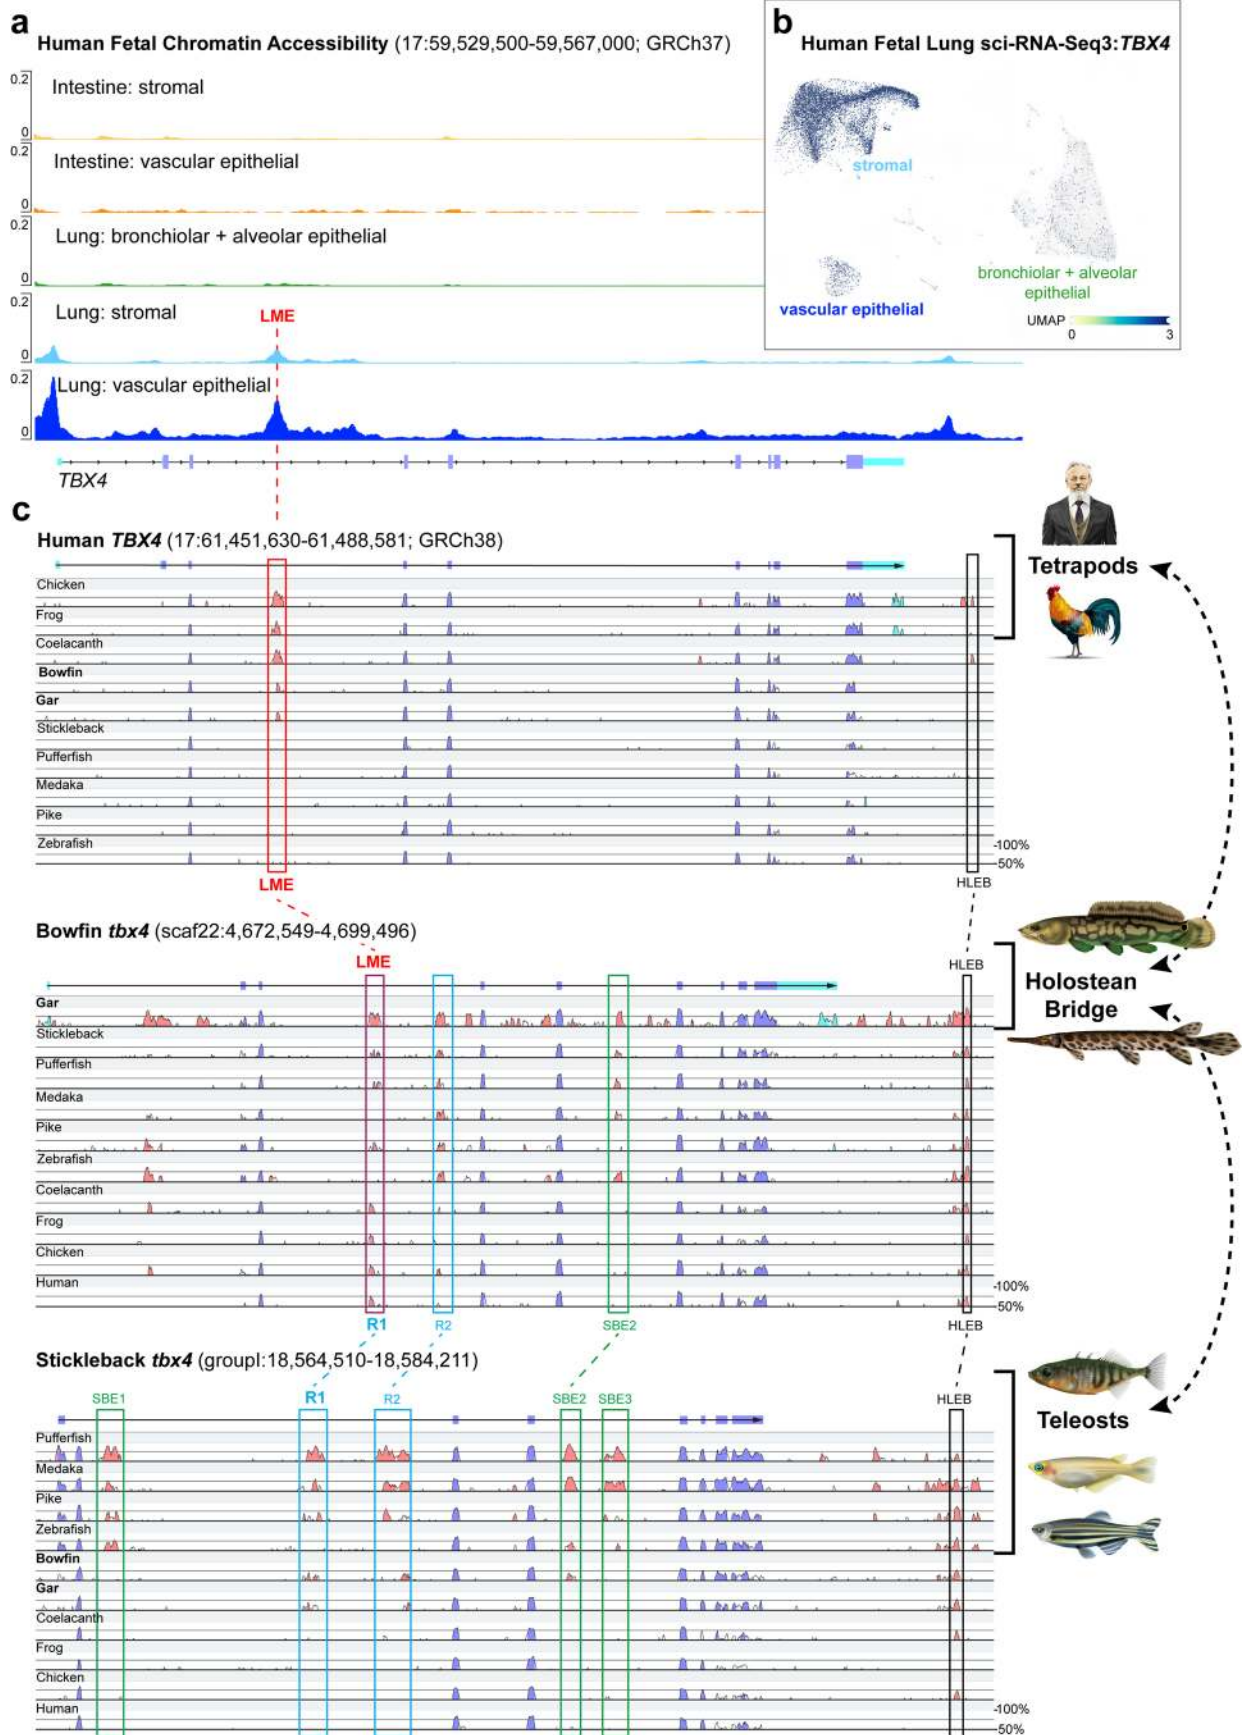 a
Human Fetal Chromatin Accessibility (17:59,529,500-59,567,000; GRCh37)
0.2
Intestine: stromal
0
0.2
Intestine: vascular epithelial
0
0.2
Lung: bronchiolar + alveolar epithelial
0
0.2
Lung: stromal
LME
0
0.2
Lung: vascular epithelial
0
TBX4
b
Human Fetal Lung sci-RNA-Seq3:TBX4
stromal
bronchiolar + alveolar
epithelial
vascular epithelial
UMAP
0
3
c
Human TBX4 (17:61,451,630-61,488,581; GRCh38)
Chicken
Frog
Coelacanth
Bowfin
Gar
Stickleback
Pufferfish
Medaka
Pike
Zebrafish
-100%
-50%
LME
HLEB
Tetrapods
Bowfin tbx4 (scaf22:4,672,549-4,699,496)
LME
HLEB
Gar
Stickleback
Pufferfish
Medaka
Pike
Zebrafish
Coelacanth
Frog
Chicken
Human
-100%
-50%
R1
R2
SBE2
HLEB
Holostean
Bridge
Stickleback tbx4 (groupI:18,564,510-18,584,211)
SBE1
R1
R2
SBE2
SBE3
HLEB
Pufferfish
Medaka
Pike
Zebrafish
Bowfin
Gar
Coelacanth
Frog
Chicken
Human
-100%
-50%
Teleosts